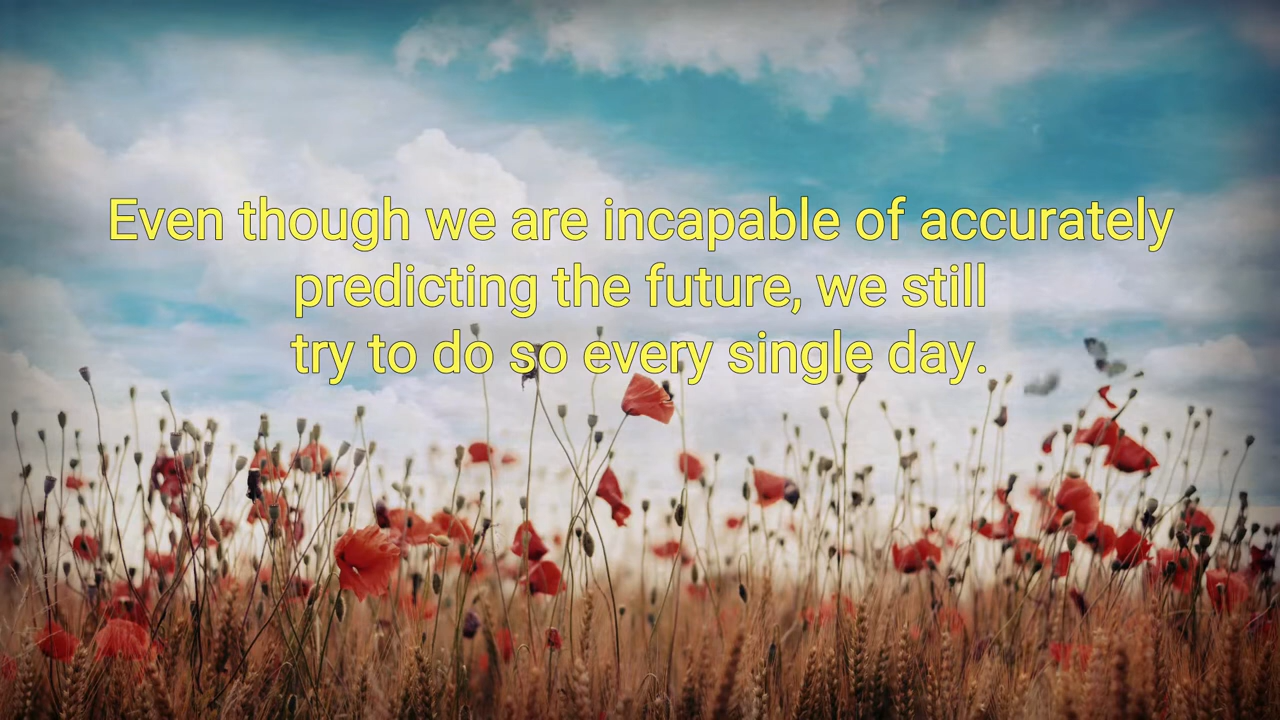 Even though we are incapable of accurately
predicting the future, we still
try to do so every single day.